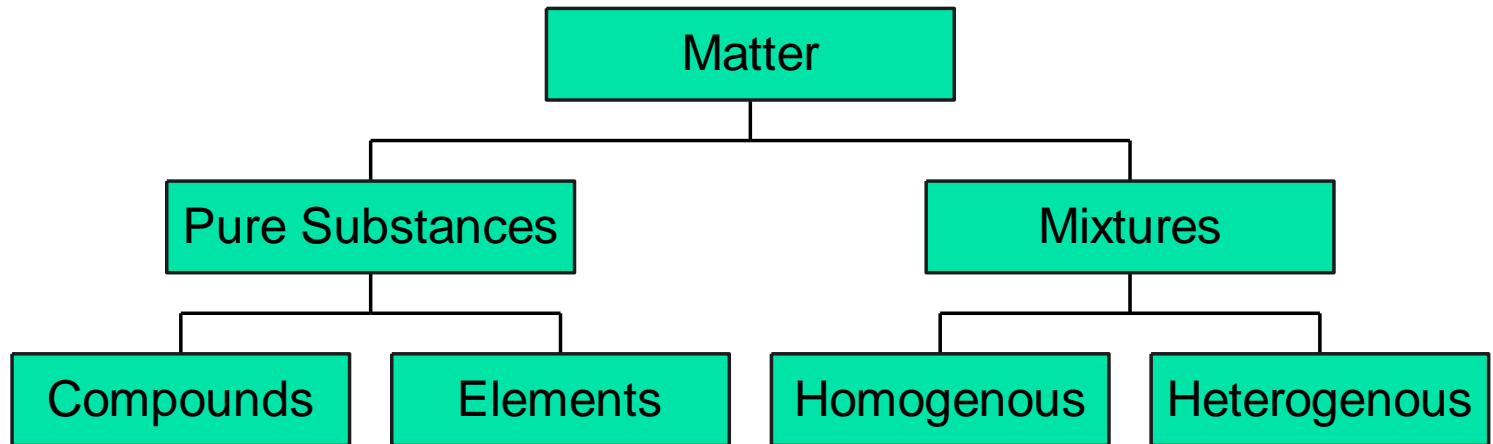 Matter
Pure Substances
Mixtures
Compounds
Elements
Homogenous
Heterogenous